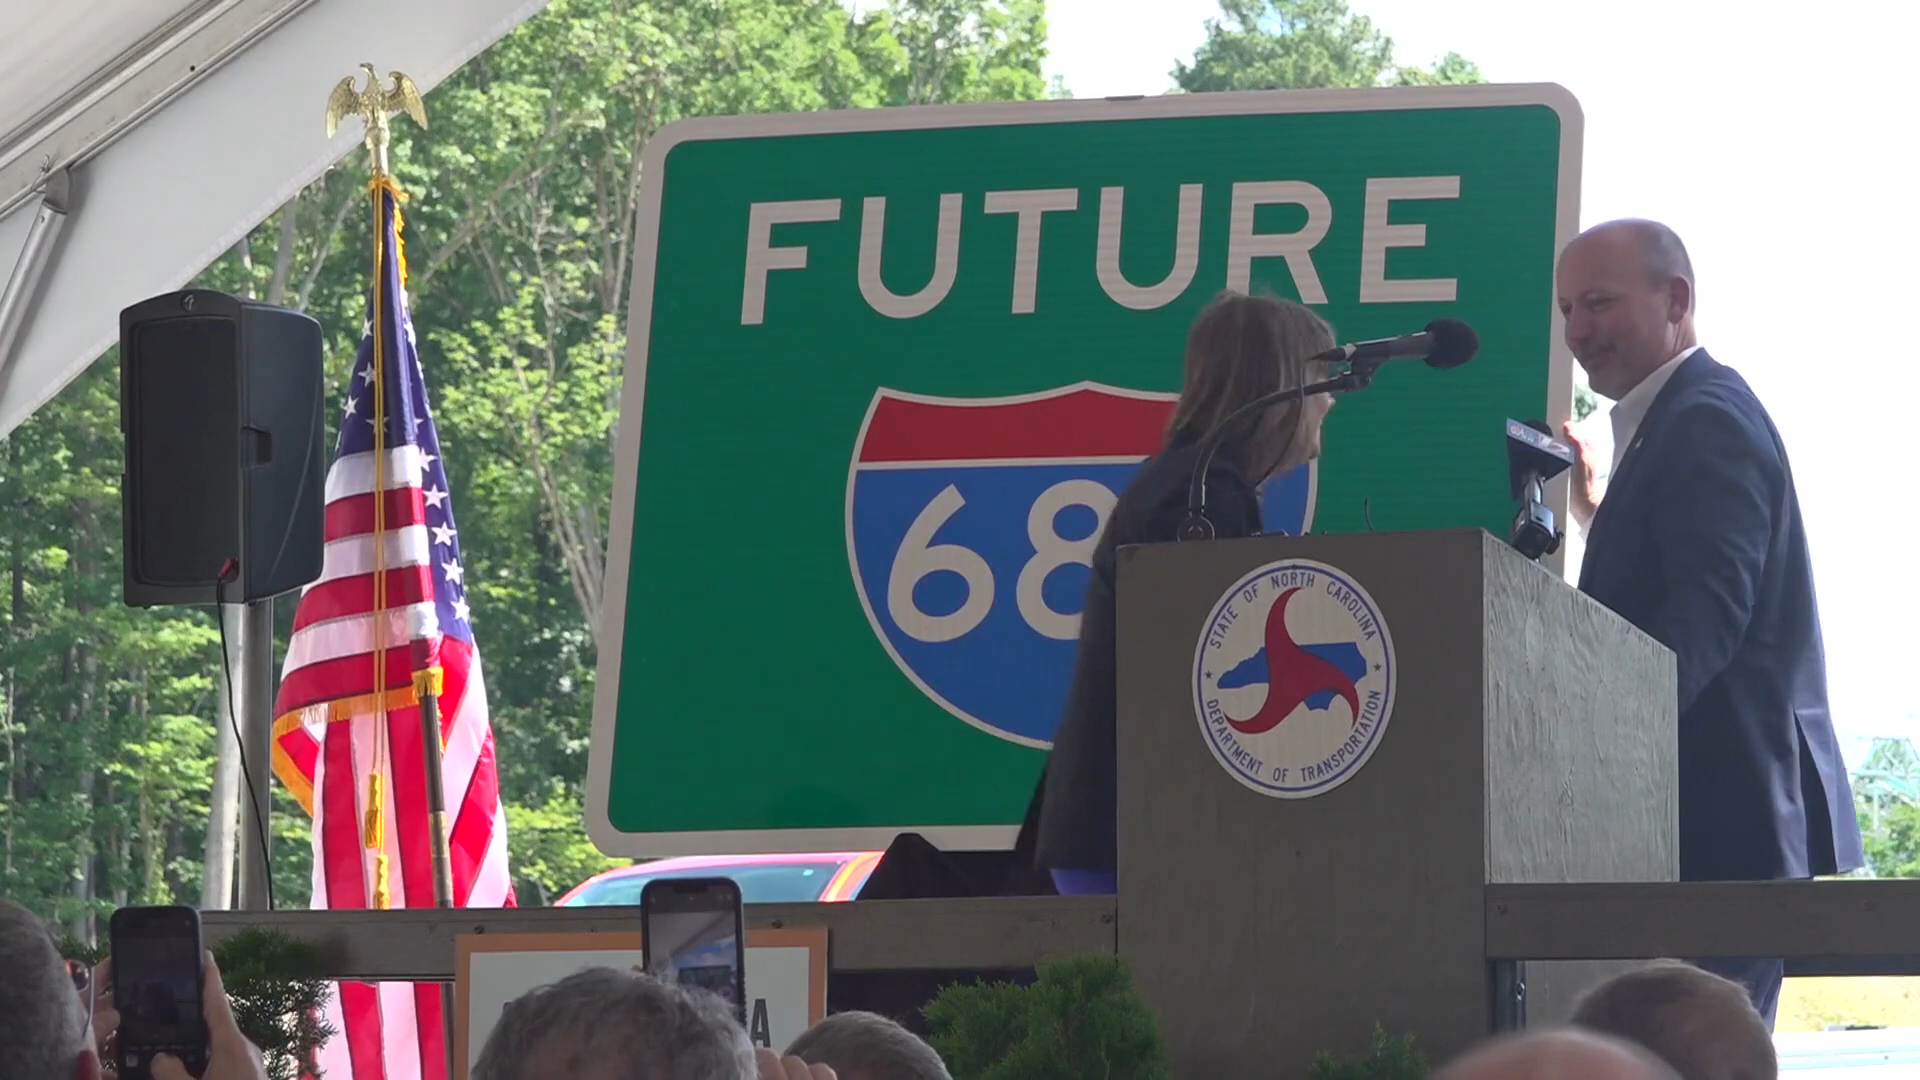 FUTURE
68
STATE OF NORTH CAROLINA
DEPARTMENT OF TRANSPORTATION
A